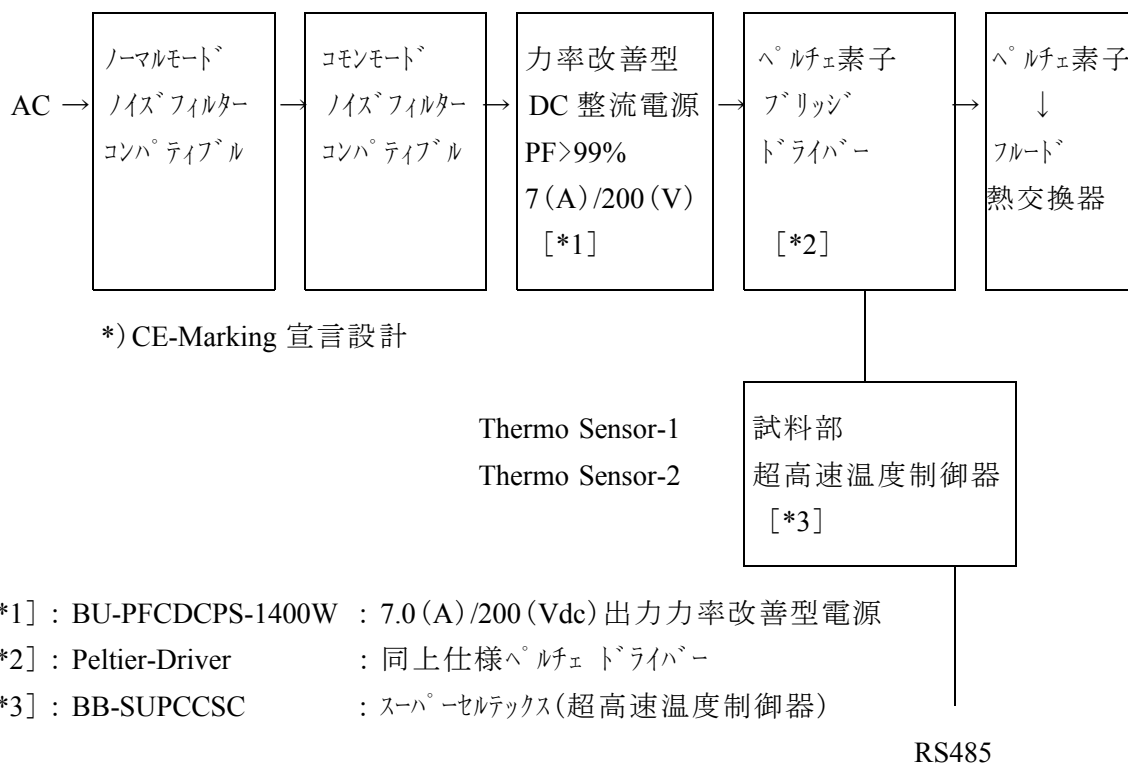 ノーマルモード
ノイズフィルター
コンパティブル
コモンモード
ノイズフィルター
コンパティブル
力率改善型
DC 整流電源
PF>99%
7(A)/200(V)
[*1]
ペルチェ素子
ブリッジ
ドライバー
[*2]
ペルチェ素子
↓
フルード
熱交換器
AC → → → → →
*)CE-Marking 宣言設計
Thermo Sensor-1
Thermo Sensor-2
試料部
超高速温度制御器
[*3]
*1]:BU-PFCDCPS-1400W :7.0(A)/200(Vdc)出力力率改善型電源
*2]:Peltier-Driver :同上仕様ペルチェ ドライバー
*3]:BB-SUPCCSC :スーパーセルテックス(超高速温度制御器)
RS485